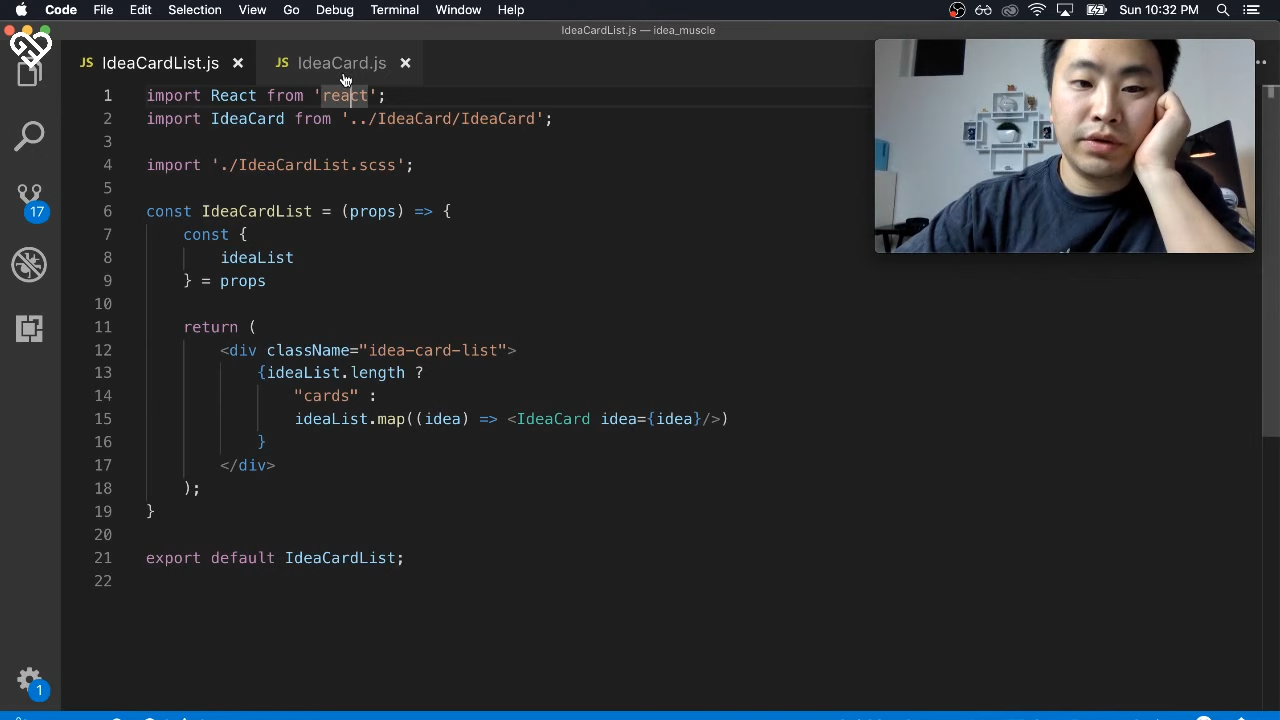 Code File Edit Selection View Go Debug Terminal Window Help Sun 10:32 PM
IdeaCardList.js — idea_muscle
JS IdeaCardList.js × JS IdeaCard.js ×
1 import React from 'react';
2 import IdeaCard from '../IdeaCard/IdeaCard';
3
4 import './IdeaCardList.scss';
5
6 const IdeaCardList = (props) => {
7 const {
8 ideaList
9 } = props
10
11 return (
12 <div className="idea-card-list">
13 {ideaList.length ?
14 "cards" :
15 ideaList.map((idea) => <IdeaCard idea={idea}/>)
16 }
17 </div>
18 );
19 }
20
21 export default IdeaCardList;
22
17
1